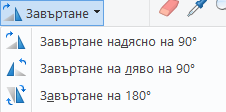 Завъртане
Завъртане надясно на 90°
Завъртане на ляво на 90°
Завъртане на 180°